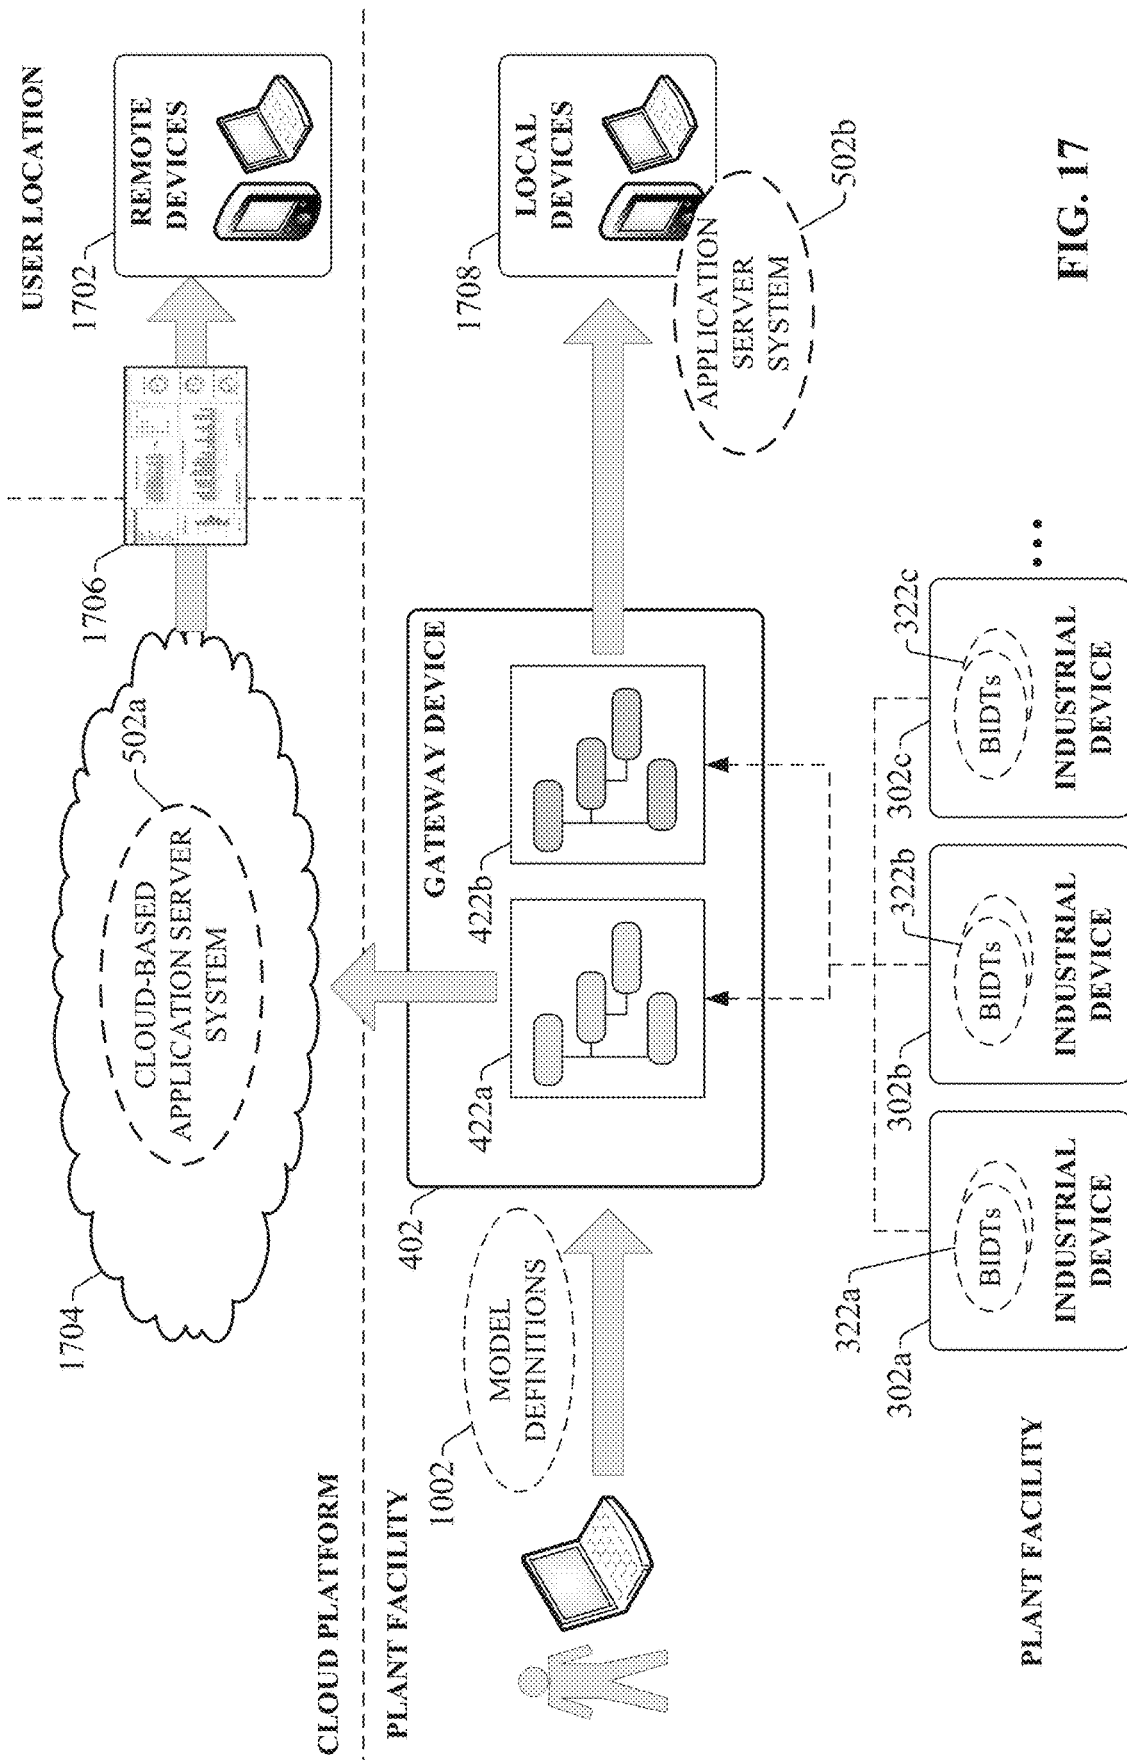 USER LOCATION
1702
REMOTE
DEVICES
1706
1704
502a
CLOUD-BASED
APPLICATION SERVER
SYSTEM
CLOUD PLATFORM
PLANT FACILITY
1002
MODEL
DEFINITIONS
402
GATEWAY DEVICE
422a
422b
1708
LOCAL
DEVICES
APPLICATION
SERVER
SYSTEM
502b
302a
322a
BIDTs
INDUSTRIAL
DEVICE
302b
322b
BIDTs
INDUSTRIAL
DEVICE
302c
322c
BIDTs
INDUSTRIAL
DEVICE
• • •
PLANT FACILITY
FIG. 17